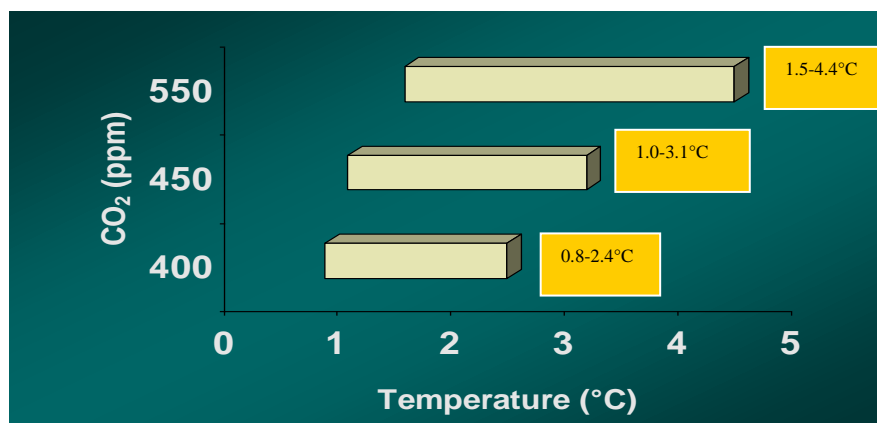 550
1.5-4.4°C
450
1.0-3.1°C
400
0.8-2.4°C
CO₂ (ppm)
0 1 2 3 4 5
Temperature (°C)